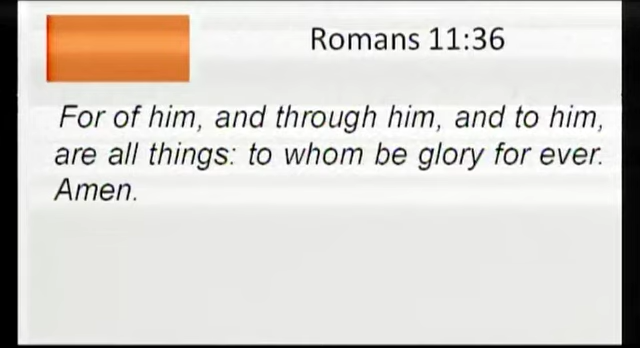 Romans 11:36
For of him, and through him, and to him,
are all things: to whom be glory for ever.
Amen.